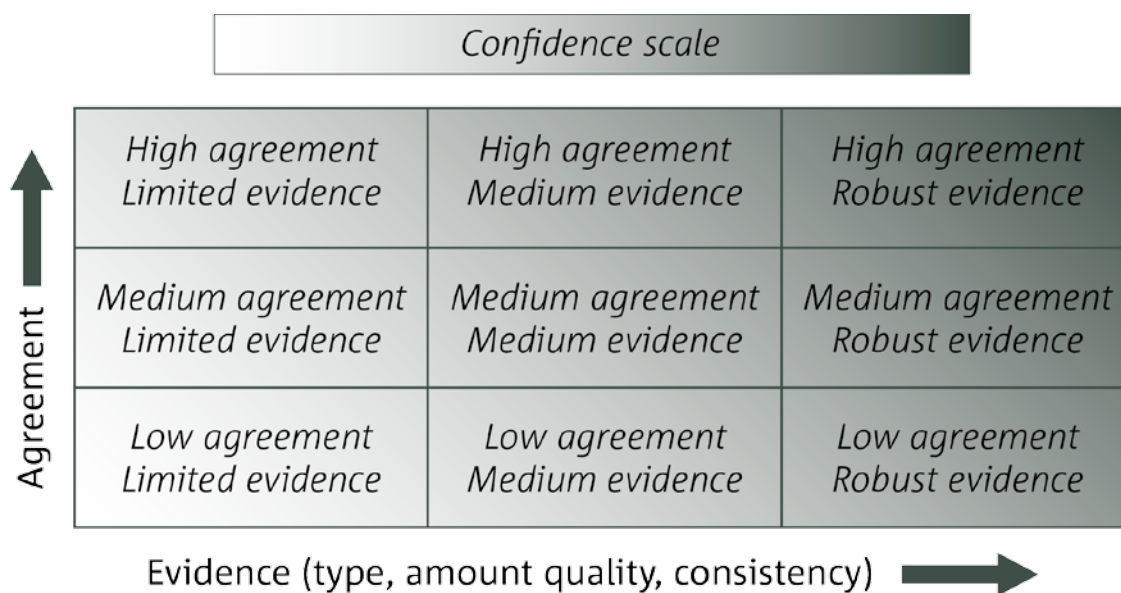 Confidence scale
High agreement
Limited evidence
High agreement
Medium evidence
High agreement
Robust evidence
Medium agreement
Limited evidence
Medium agreement
Medium evidence
Medium agreement
Robust evidence
Low agreement
Limited evidence
Low agreement
Medium evidence
Low agreement
Robust evidence
Agreement
Evidence (type, amount quality, consistency)